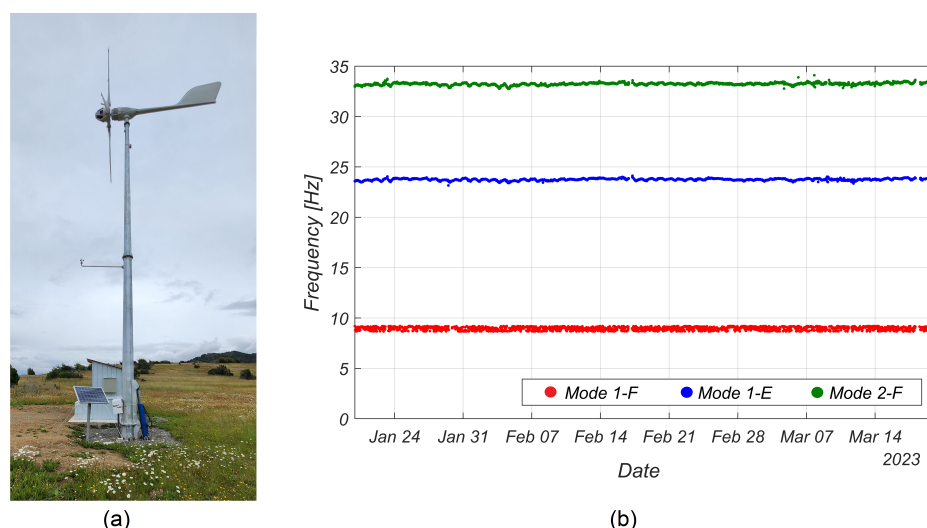 35
30
25
20
15
10
5
0
Frequency [Hz]
Mode 1-F Mode 1-E Mode 2-F
Jan 24 Jan 31 Feb 07 Feb 14 Feb 21 Feb 28 Mar 07 Mar 14
2023
Date
(a) (b)